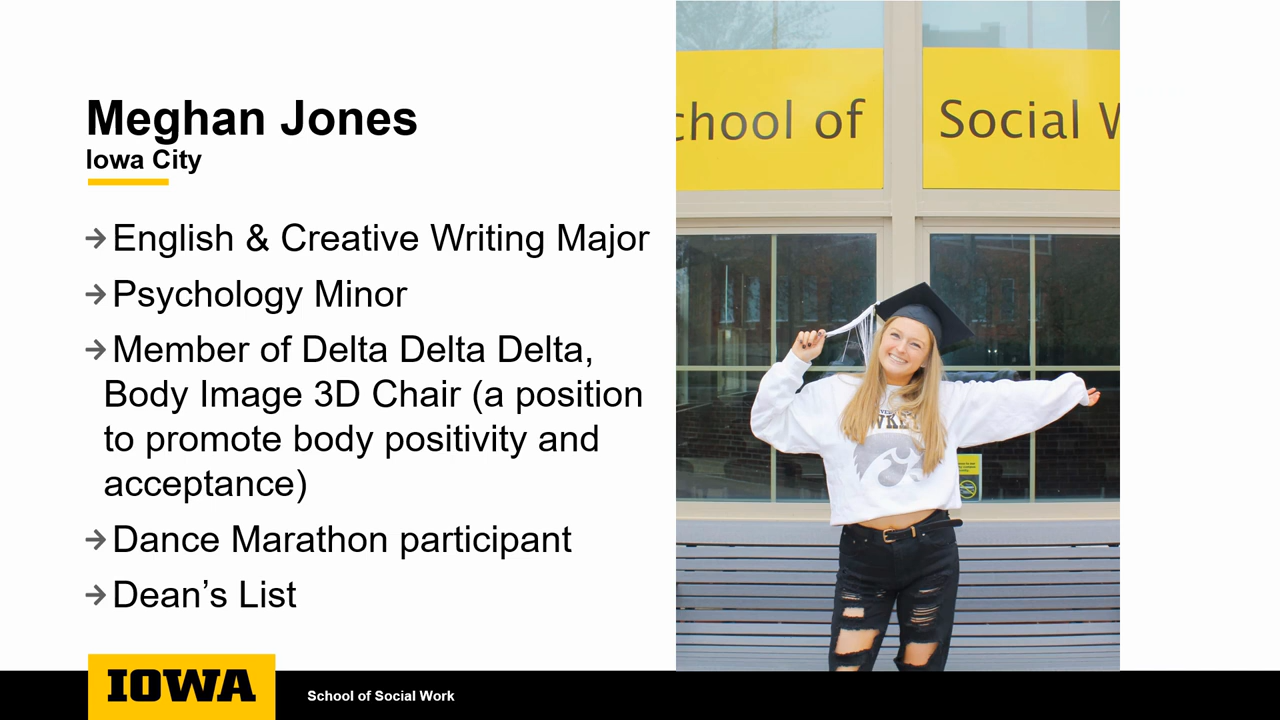 Meghan Jones
Iowa City
English & Creative Writing Major
Psychology Minor
Member of Delta Delta Delta,
Body Image 3D Chair (a position
to promote body positivity and
acceptance)
Dance Marathon participant
Dean's List
chool of Social W
IOWA
School of Social Work